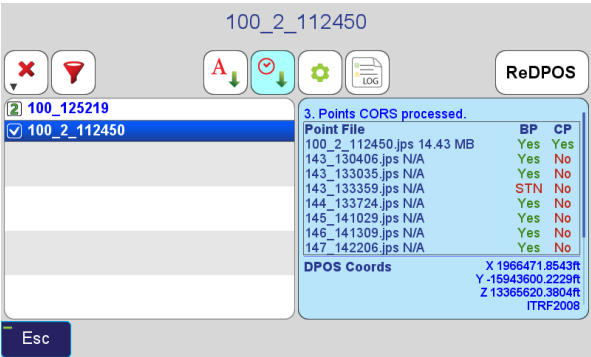 100_2_112450
A
LOG
ReDPOS
2 100_125219
100_2_112450
3. Points CORS processed.
Point File BP CP
100_2_112450.jps 14.43 MB Yes Yes
143_130406.jps N/A Yes No
143_133035.jps N/A Yes No
143_133359.jps N/A STN No
144_133724.jps N/A Yes No
145_141029.jps N/A Yes No
146_141309.jps N/A Yes No
147_142206.jps N/A Yes No
DPOS Coords X 1966471.8543ft
Y -15943600.2229ft
Z 13365620.3804ft
ITRF2008
Esc